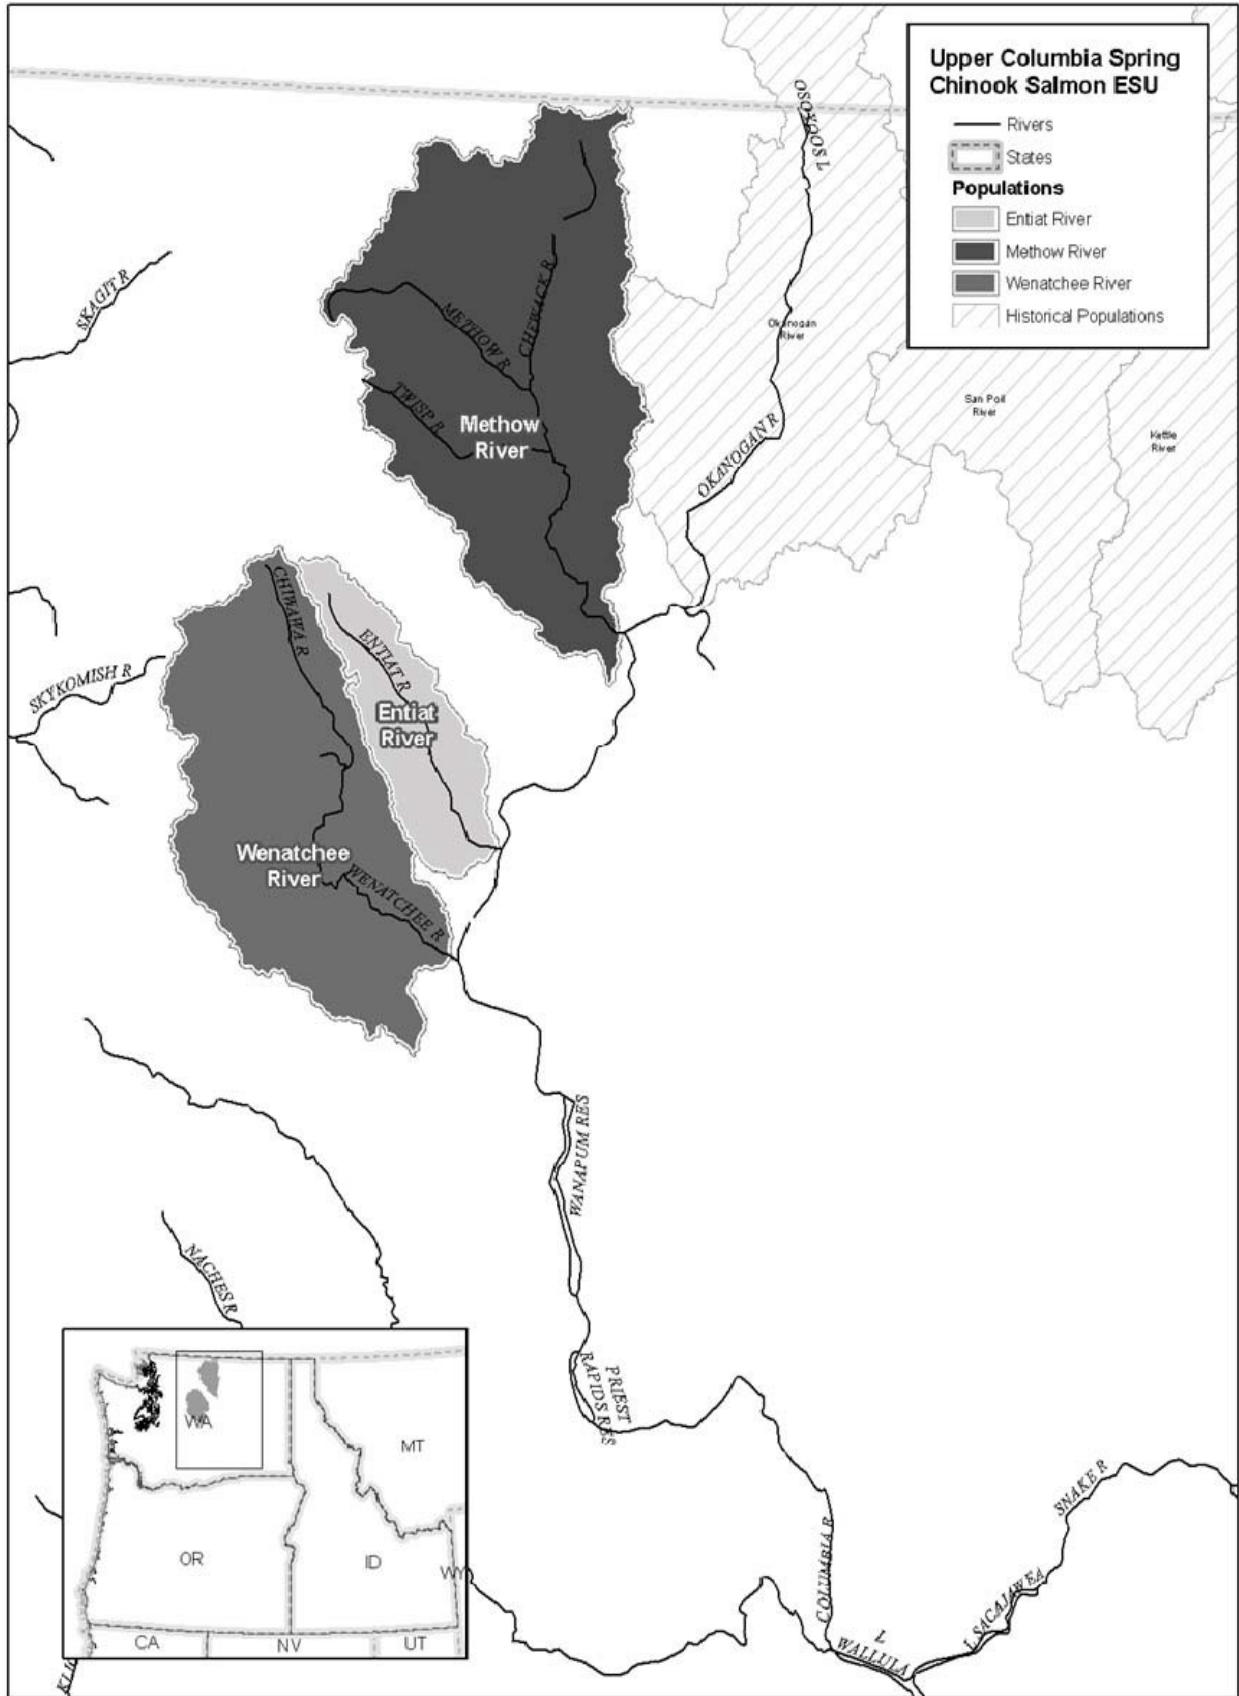 Upper Columbia Spring
Chinook Salmon ESU
Rivers
States
Populations
Entiat River
Methow River
Wenatchee River
Historical Populations
OSOYOOS L
SKAGIT R
METHOW R
CHEWACK R
TWISP R
Methow
River
Okanogan
River
OKANOGAN R
San Poil
River
Kettle
River
CHIWAWA R
ENTIAT R
Entiat
River
SKYKOMISH R
Wenatchee
River
WENATCHEE R
WANAPUM RES
NACHES R
PRIEST
RAPIDS RES
COLUMBIA R
SNAKE R
L SACAJAWEA
L
WALLULA
WA
MT
OR
ID
WY
CA
NV
UT